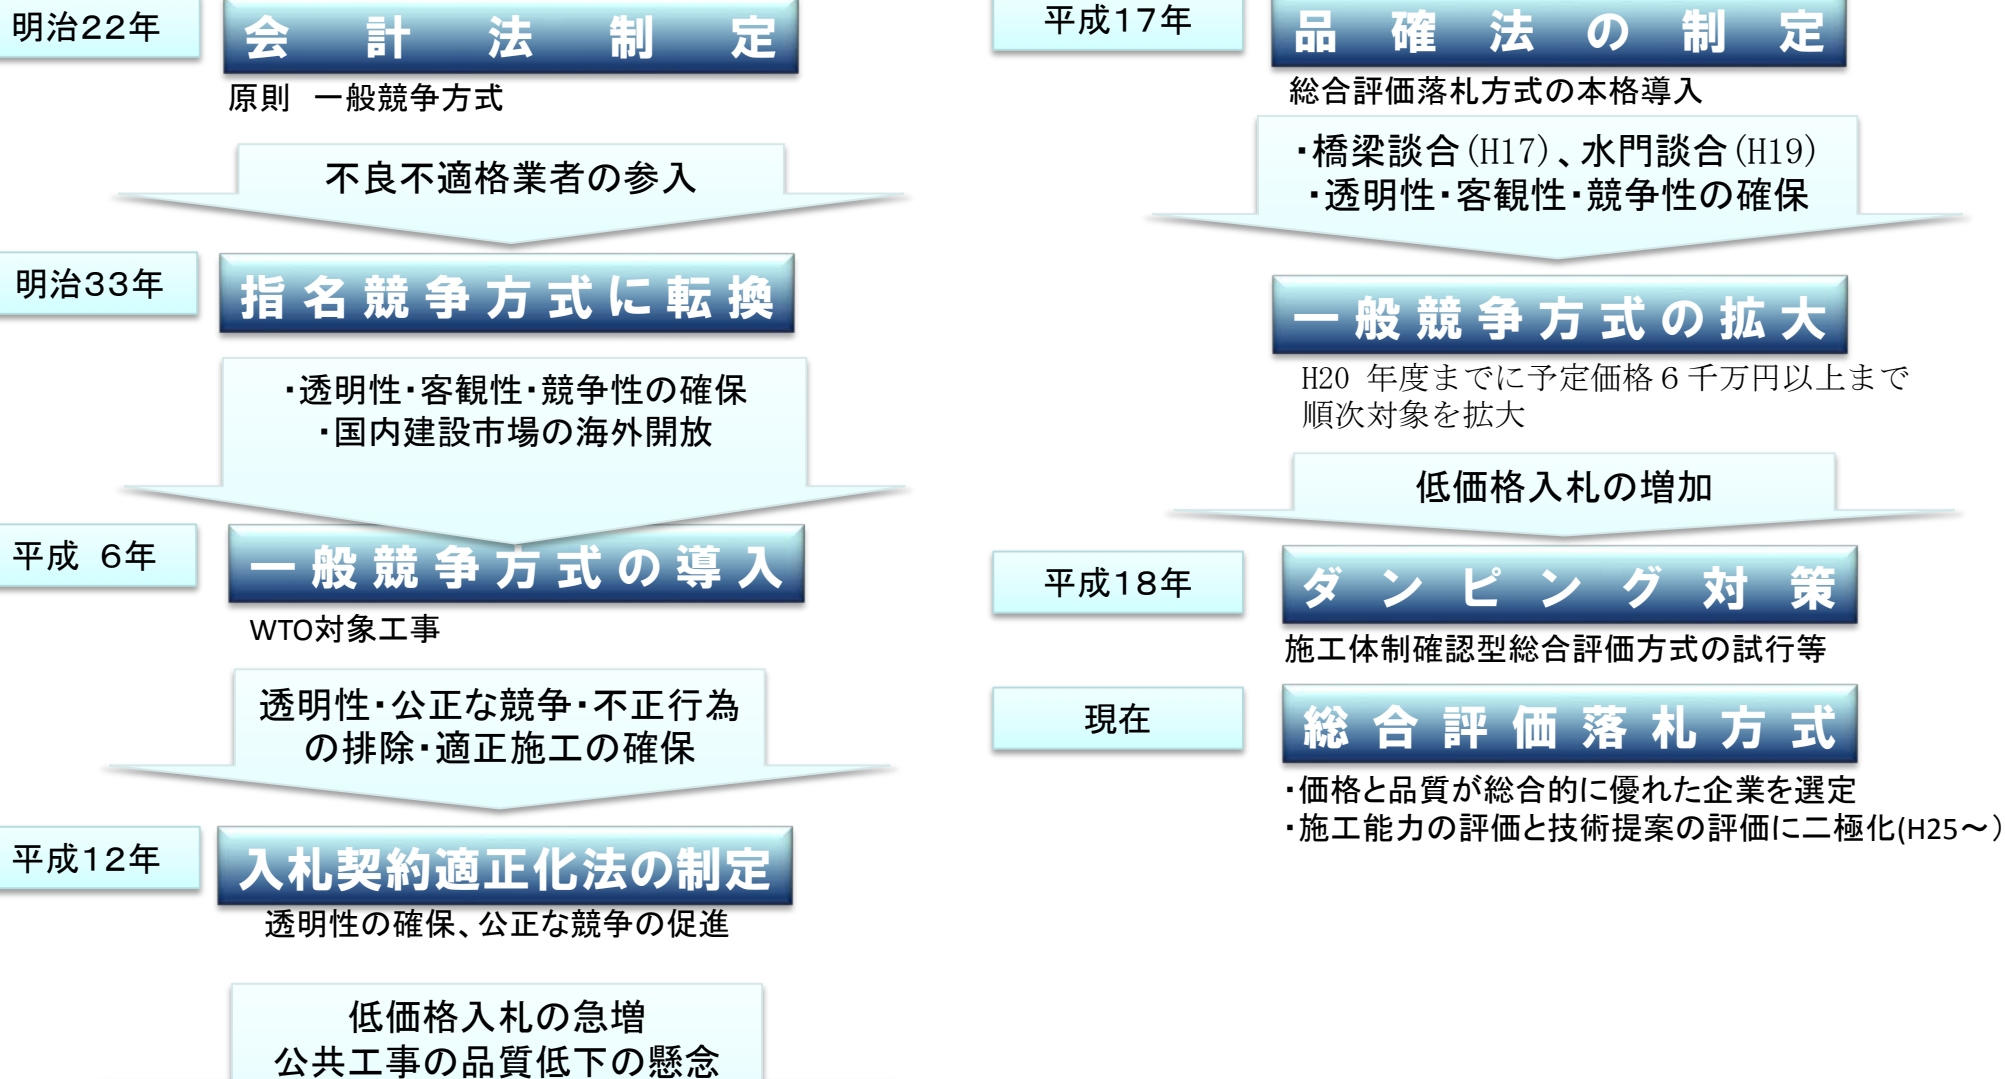 明治22年
会計法制定
原則　一般競争方式
不良不適格業者の参入
明治33年
指名競争方式に転換
・透明性・客観性・競争性の確保
・国内建設市場の海外開放
平成 6年
一般競争方式の導入
WTO対象工事
透明性・公正な競争・不正行為
の排除・適正施工の確保
平成12年
入札契約適正化法の制定
透明性の確保、公正な競争の促進
低価格入札の急増
公共工事の品質低下の懸念
平成17年
品確法の制定
総合評価落札方式の本格導入
・橋梁談合(H17)、水門談合(H19)
・透明性・客観性・競争性の確保
一般競争方式の拡大
H20 年度までに予定価格６千万円以上まで
順次対象を拡大
低価格入札の増加
平成18年
ダンピング対策
施工体制確認型総合評価方式の試行等
現在
総合評価落札方式
・価格と品質が総合的に優れた企業を選定
・施工能力の評価と技術提案の評価に二極化(H25～)